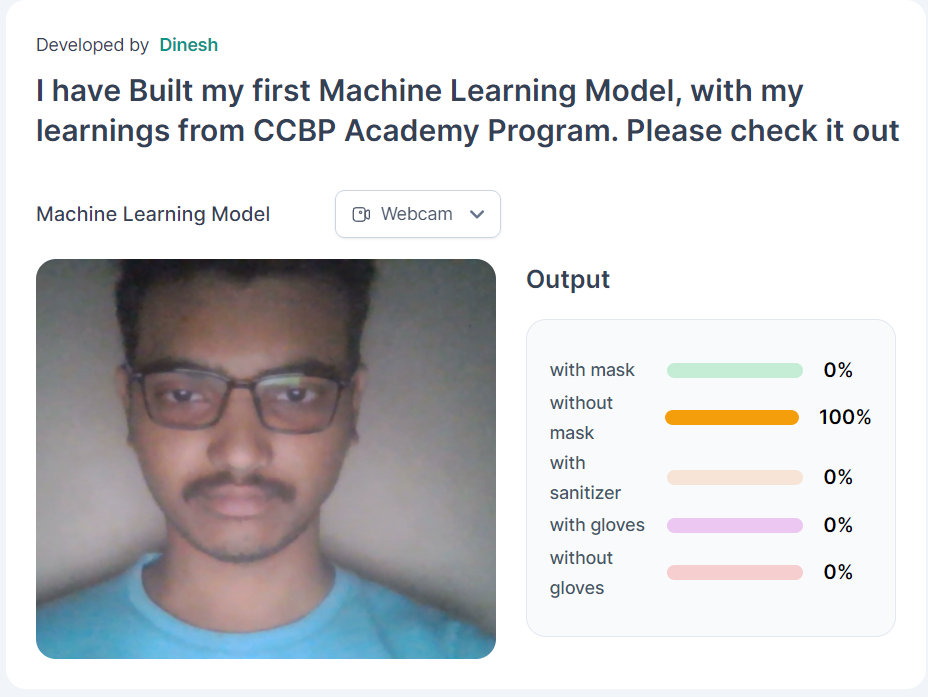 Developed by Dinesh
I have Built my first Machine Learning Model, with my
learnings from CCBP Academy Program. Please check it out
Machine Learning Model
Webcam
Output
with mask 0%
without
mask 100%
with
sanitizer 0%
with gloves 0%
without
gloves 0%